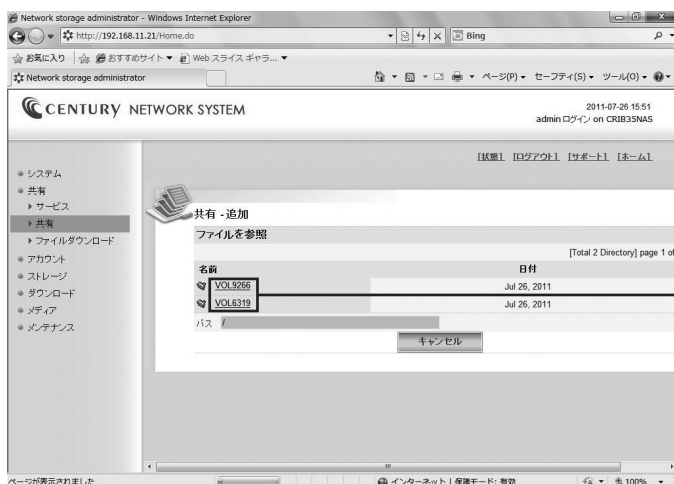 Network storage administrator - Windows Internet Explorer
http://192.168.11.21/Home.do
Bing
お気に入り おすすめサイト Web スライス ギャラ...
Network storage administrator
ページ(P) セーフティ(S) ツール(O)
CENTURY NETWORK SYSTEM
2011-07-26 15:51
admin ログイン on CRIB35NAS
[状態] [ログアウト] [サポート] [ホーム]
システム
共有
サービス
共有
ファイルダウンロード
アカウント
ストレージ
ダウンロード
メディア
メンテナンス
共有 - 追加
ファイルを参照
[Total 2 Directory] page 1 of
名前 日付
VOL9266 Jul 26, 2011
VOL6319 Jul 26, 2011
パス /
キャンセル
ページが表示されました インターネット | 保護モード: 有効 100%